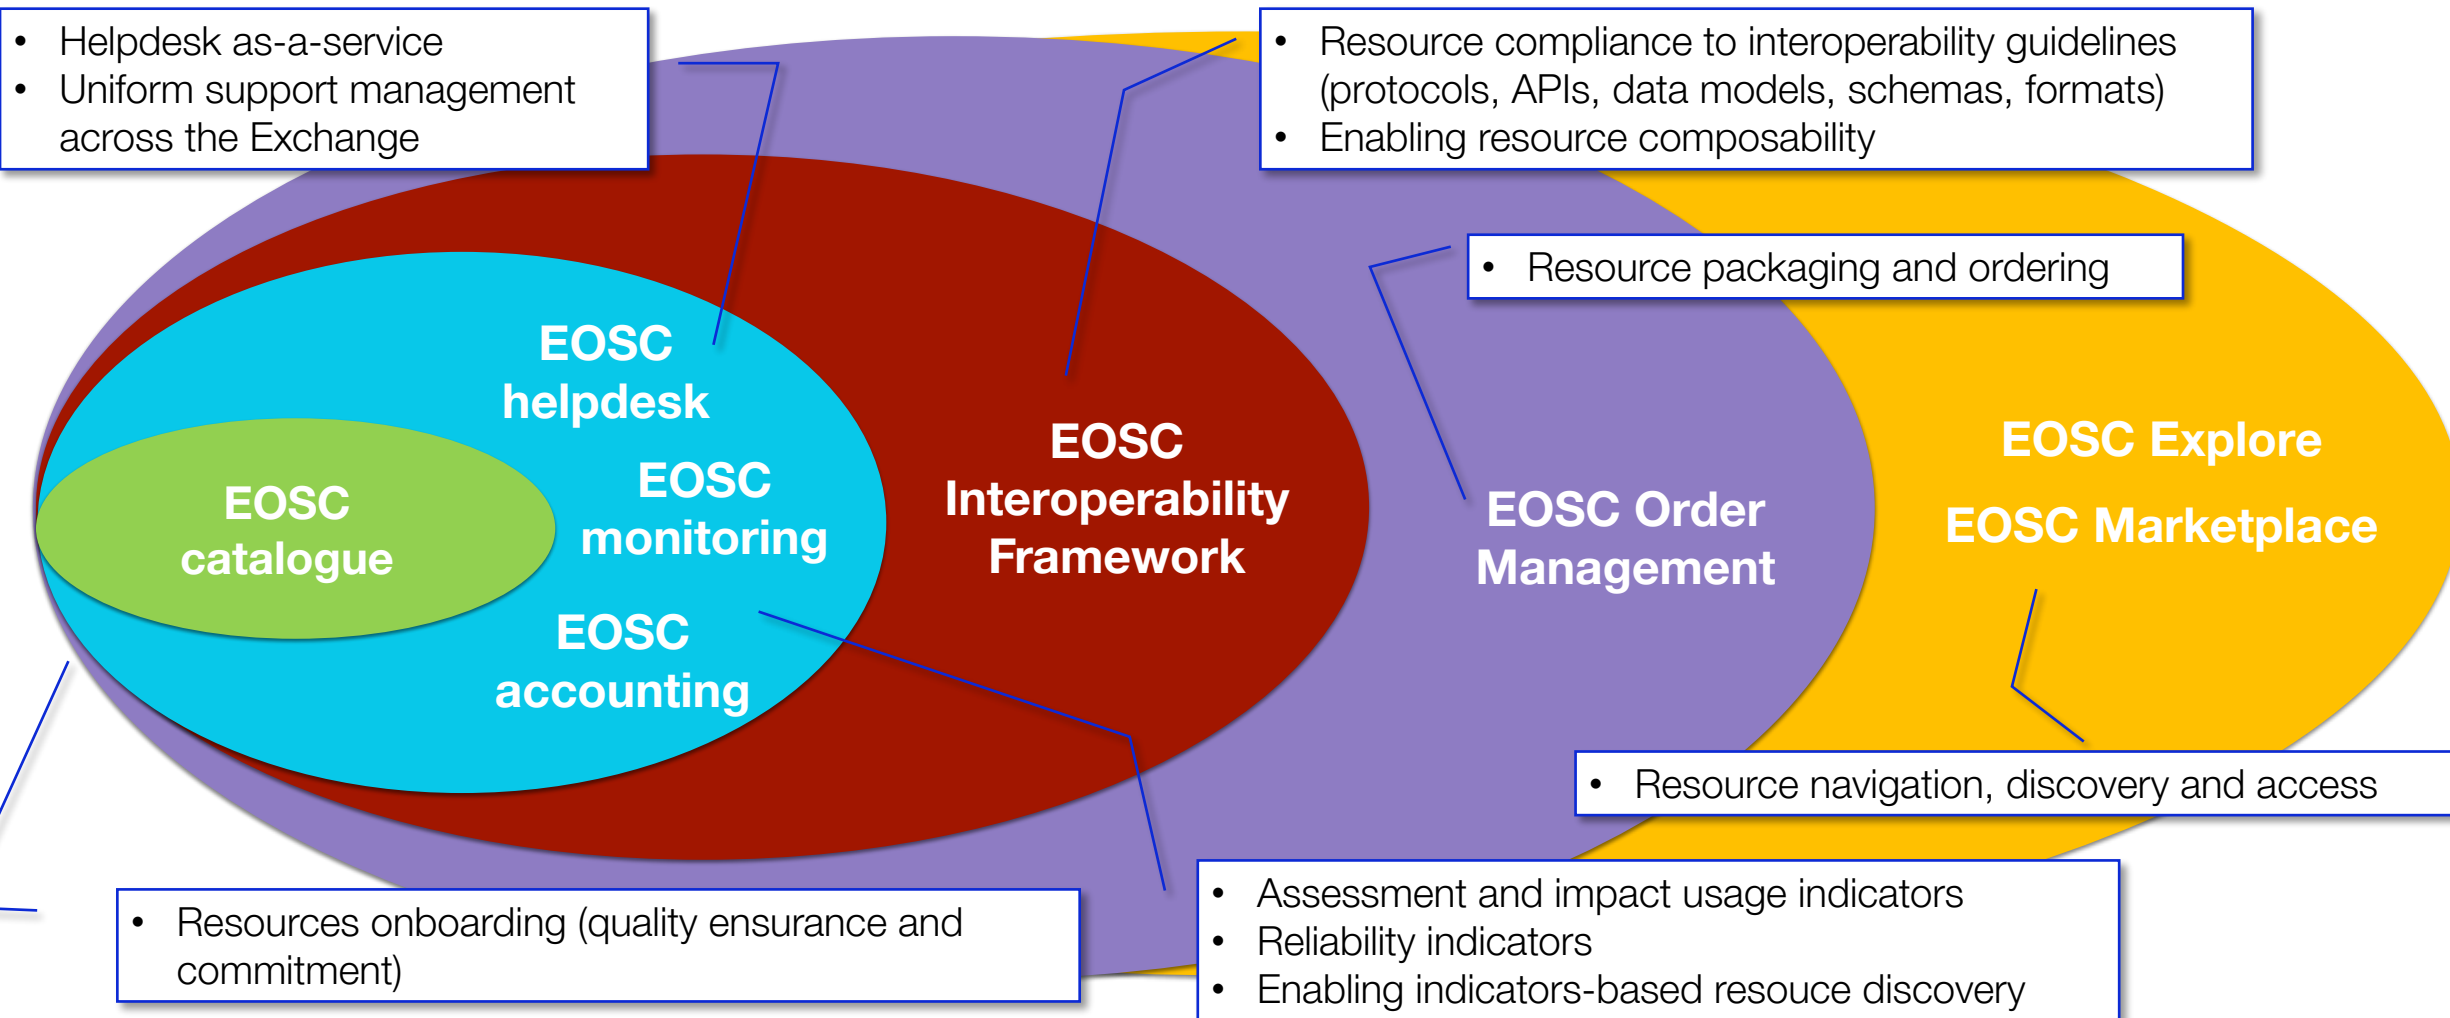 • Helpdesk as-a-service
• Uniform support management
across the Exchange
• Resource compliance to interoperability guidelines
(protocols, APIs, data models, schemas, formats)
• Enabling resource composability
• Resource packaging and ordering
EOSC
helpdesk
EOSC
monitoring
EOSC
accounting
EOSC
catalogue
EOSC
Interoperability
Framework
EOSC Order
Management
EOSC Explore
EOSC Marketplace
• Resource navigation, discovery and access
• Resources onboarding (quality ensurance and
commitment)
• Assessment and impact usage indicators
• Reliability indicators
• Enabling indicators-based resouce discovery